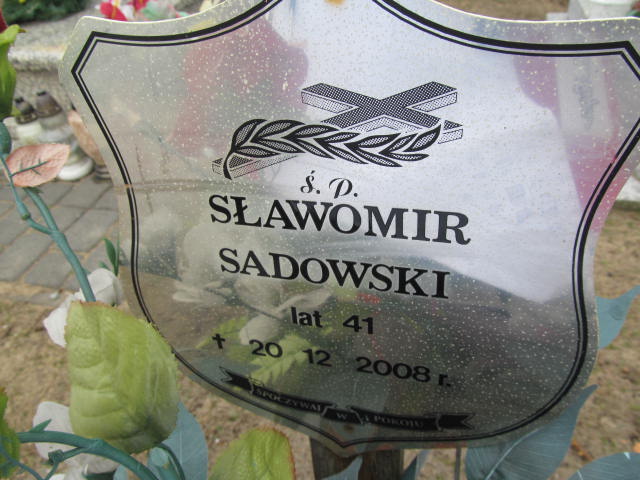 ś. p.
SŁAWOMIR
SADOWSKI
lat 41
† 20 12 2008 r.
SPOCZYWAJ W POKOJU